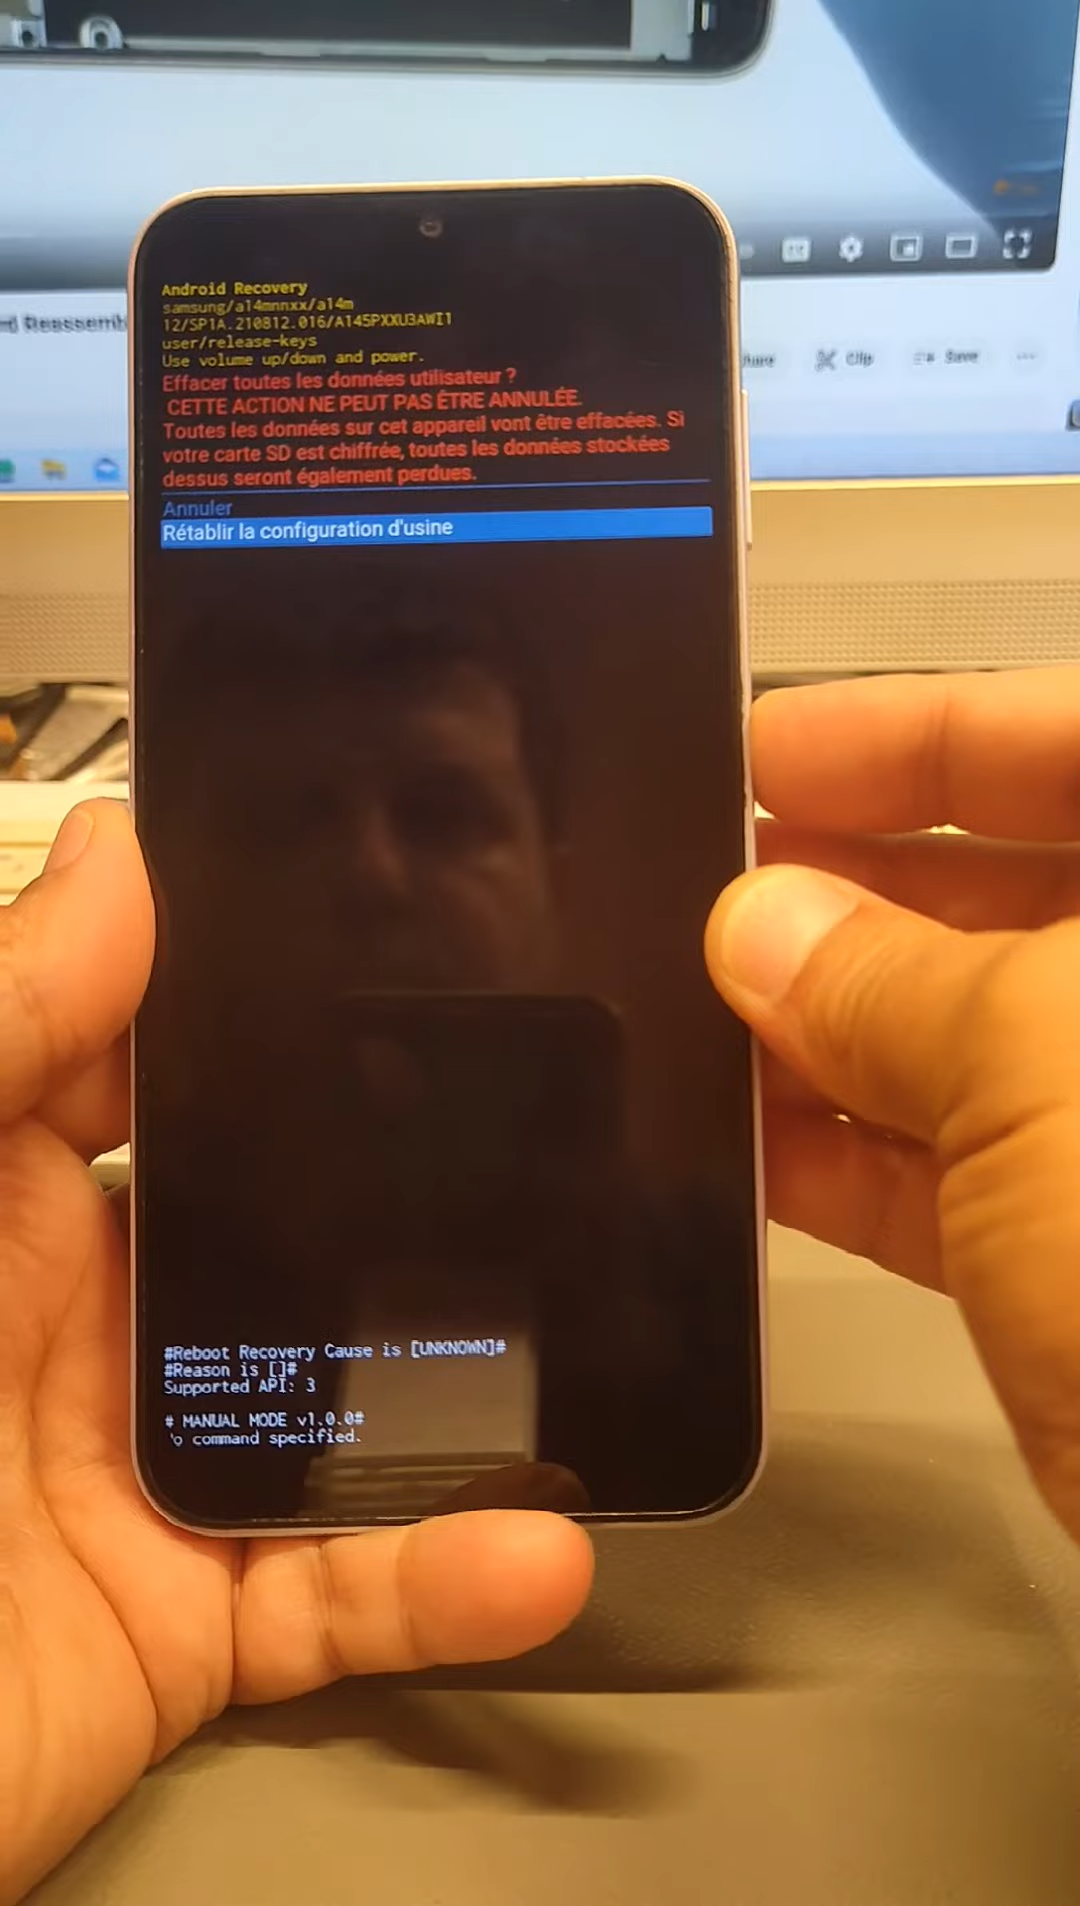 Reassemb
Share
Clip
Save
Android Recovery
samsung/a14mnnxx/a14m
12/SP1A.210812.016/A145PXXU3AWI1
user/release-keys
Use volume up/down and power.
Effacer toutes les données utilisateur ?
CETTE ACTION NE PEUT PAS ÊTRE ANNULÉE.
Toutes les données sur cet appareil vont être effacées. Si
votre carte SD est chiffrée, toutes les données stockées
dessus seront également perdues.
Annuler
Rétablir la configuration d'usine
#Reboot Recovery Cause is [UNKNOWN]#
#Reason is []#
Supported API: 3
# MANUAL MODE v1.0.0#
o command specified.